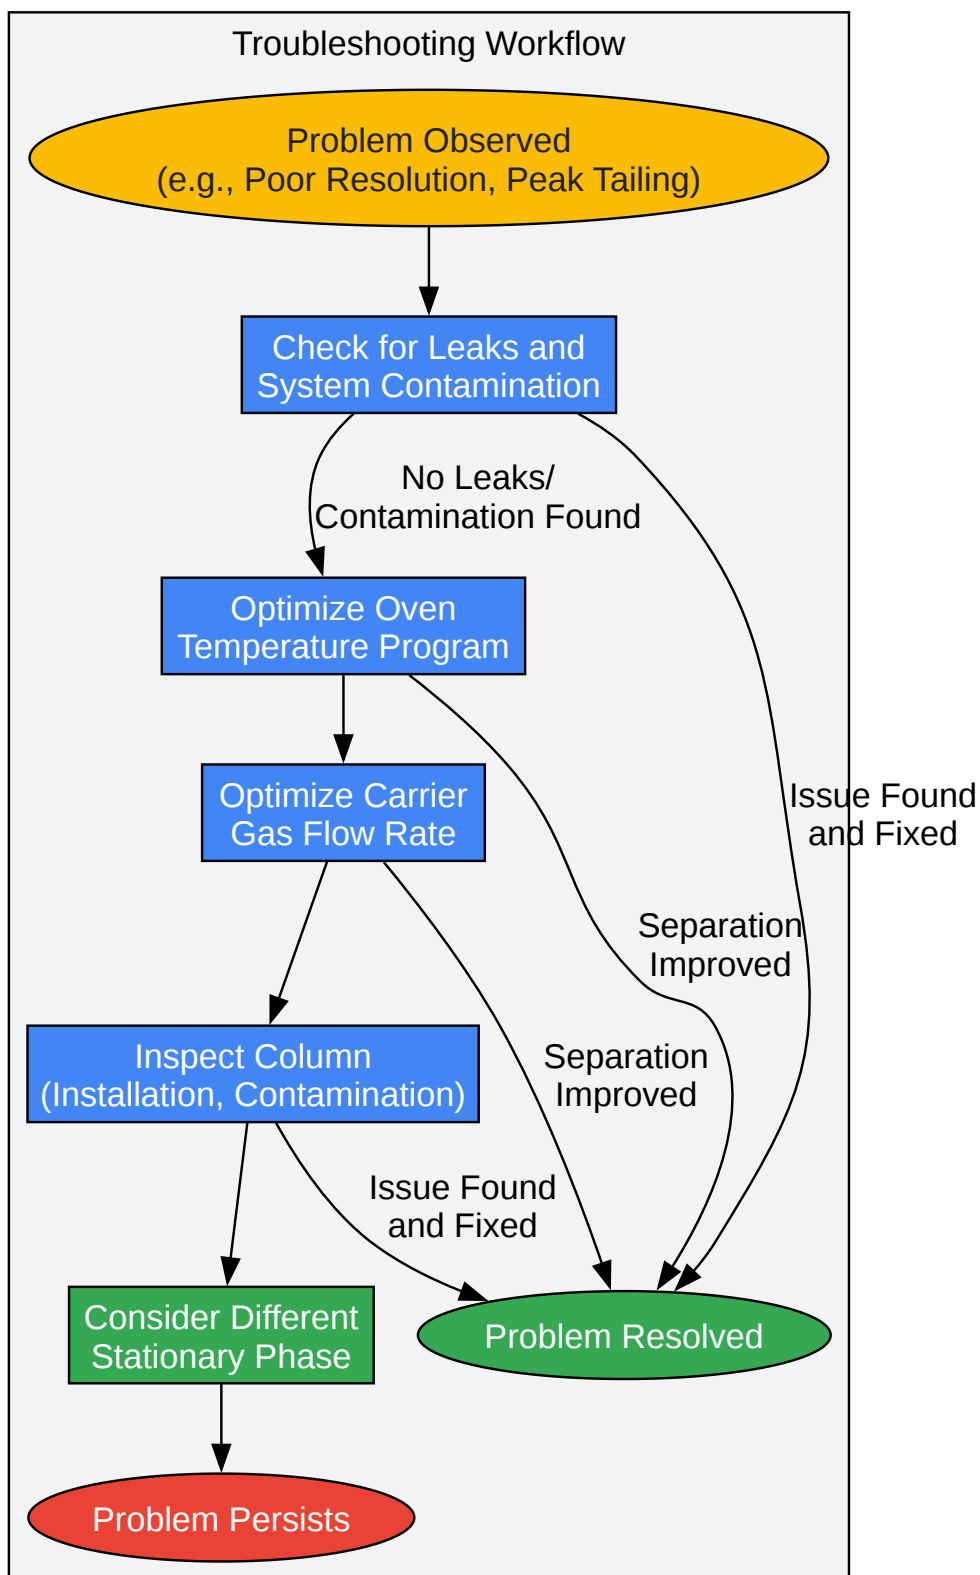 Troubleshooting Workflow
Problem Observed
(e.g., Poor Resolution, Peak Tailing)
Check for Leaks and
System Contamination
No Leaks/
Contamination Found
Optimize Oven
Temperature Program
Optimize Carrier
Gas Flow Rate
Issue Found
and Fixed
Separation
Improved
Inspect Column
(Installation, Contamination)
Separation
Improved
Issue Found
and Fixed
Consider Different
Stationary Phase
Problem Resolved
Problem Persists